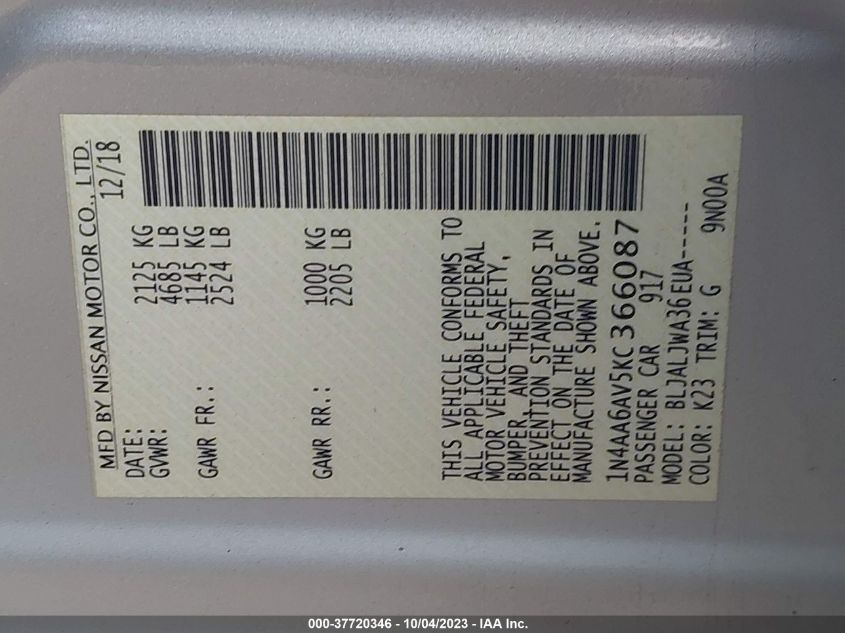 MFD BY NISSAN MOTOR CO., LTD.
DATE: 12/18
GVWR: 2125 KG
4685 LB
GAWR FR.: 1145 KG
2524 LB
GAWR RR.: 1000 KG
2205 LB
THIS VEHICLE CONFORMS TO
ALL APPLICABLE FEDERAL
MOTOR VEHICLE SAFETY,
BUMPER, AND THEFT
PREVENTION STANDARDS IN
EFFECT ON THE DATE OF
MANUFACTURE SHOWN ABOVE.
1N4AA6AV5KC366087
PASSENGER CAR 917
MODEL: BLJALJWA36EUA-----
COLOR: K23 TRIM: G 9N00A
000-37720346 - 10/04/2023 - IAA Inc.